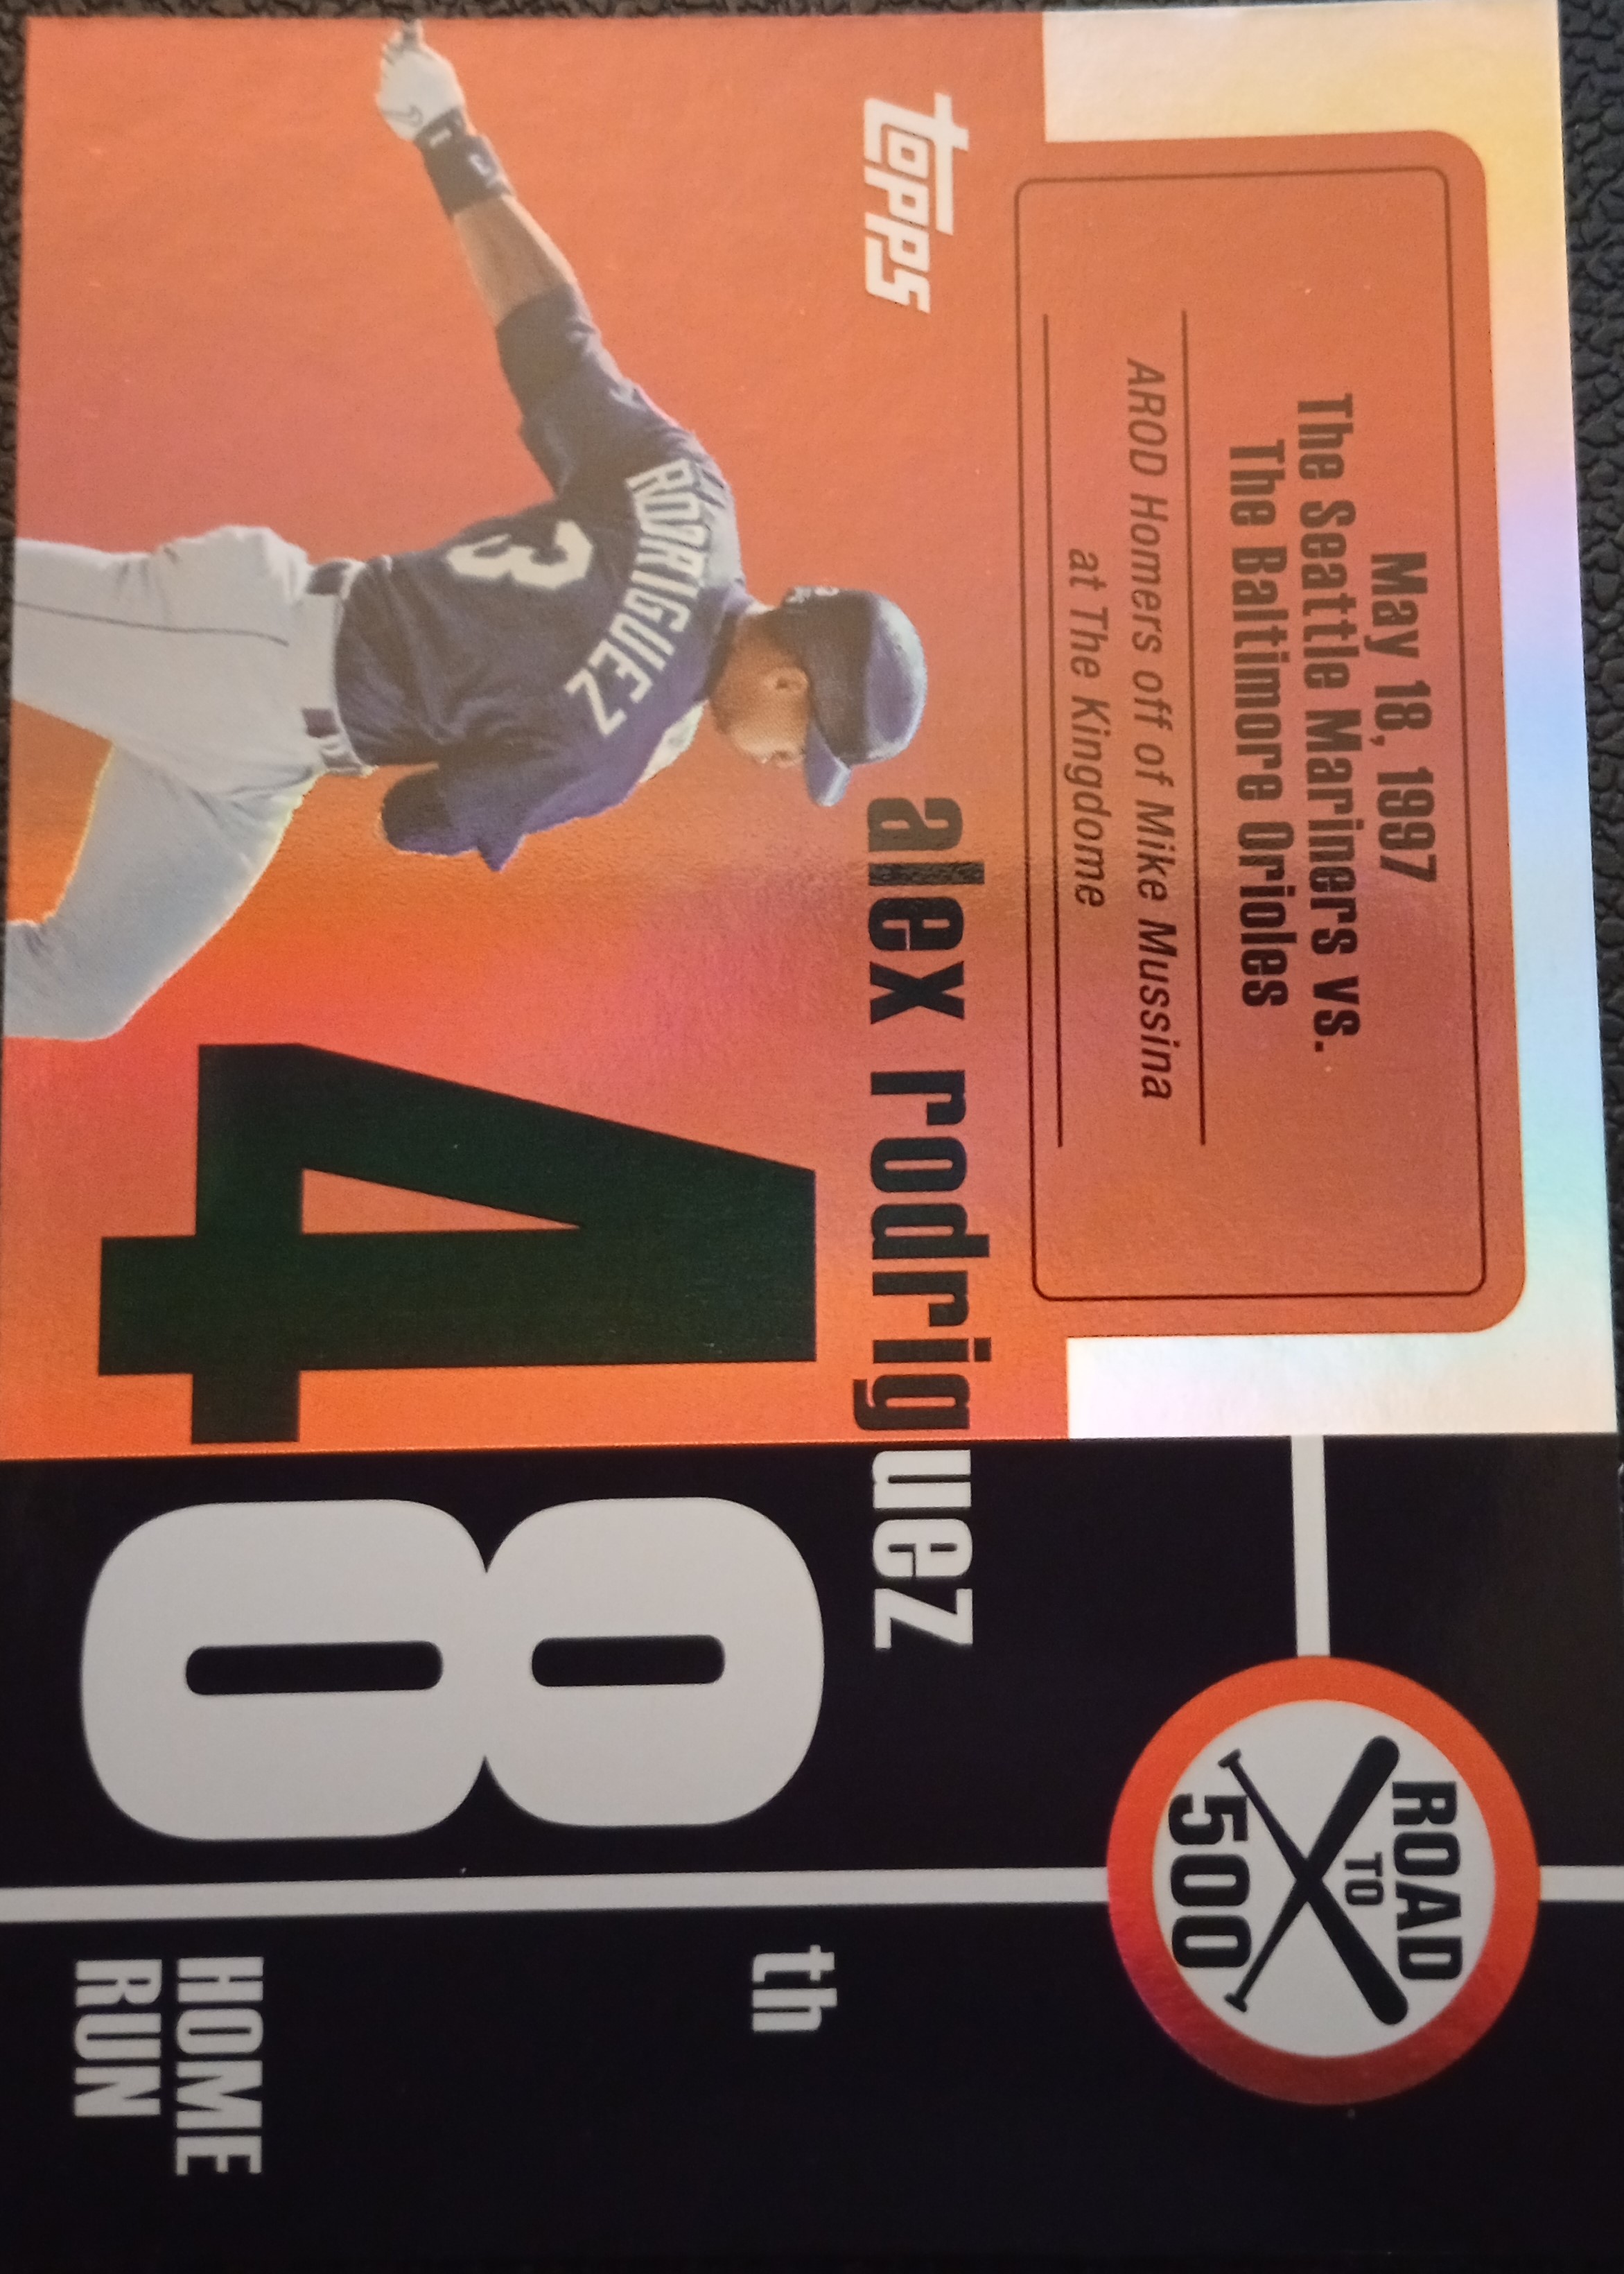 May 18, 1997
The Seattle Mariners vs.
The Baltimore Orioles
AROD Homers off of Mike Mussina
at The Kingdome
ROAD
TO
500
topps
alex rodriguez
RODRIGUEZ
3
48
th
HOME
RUN